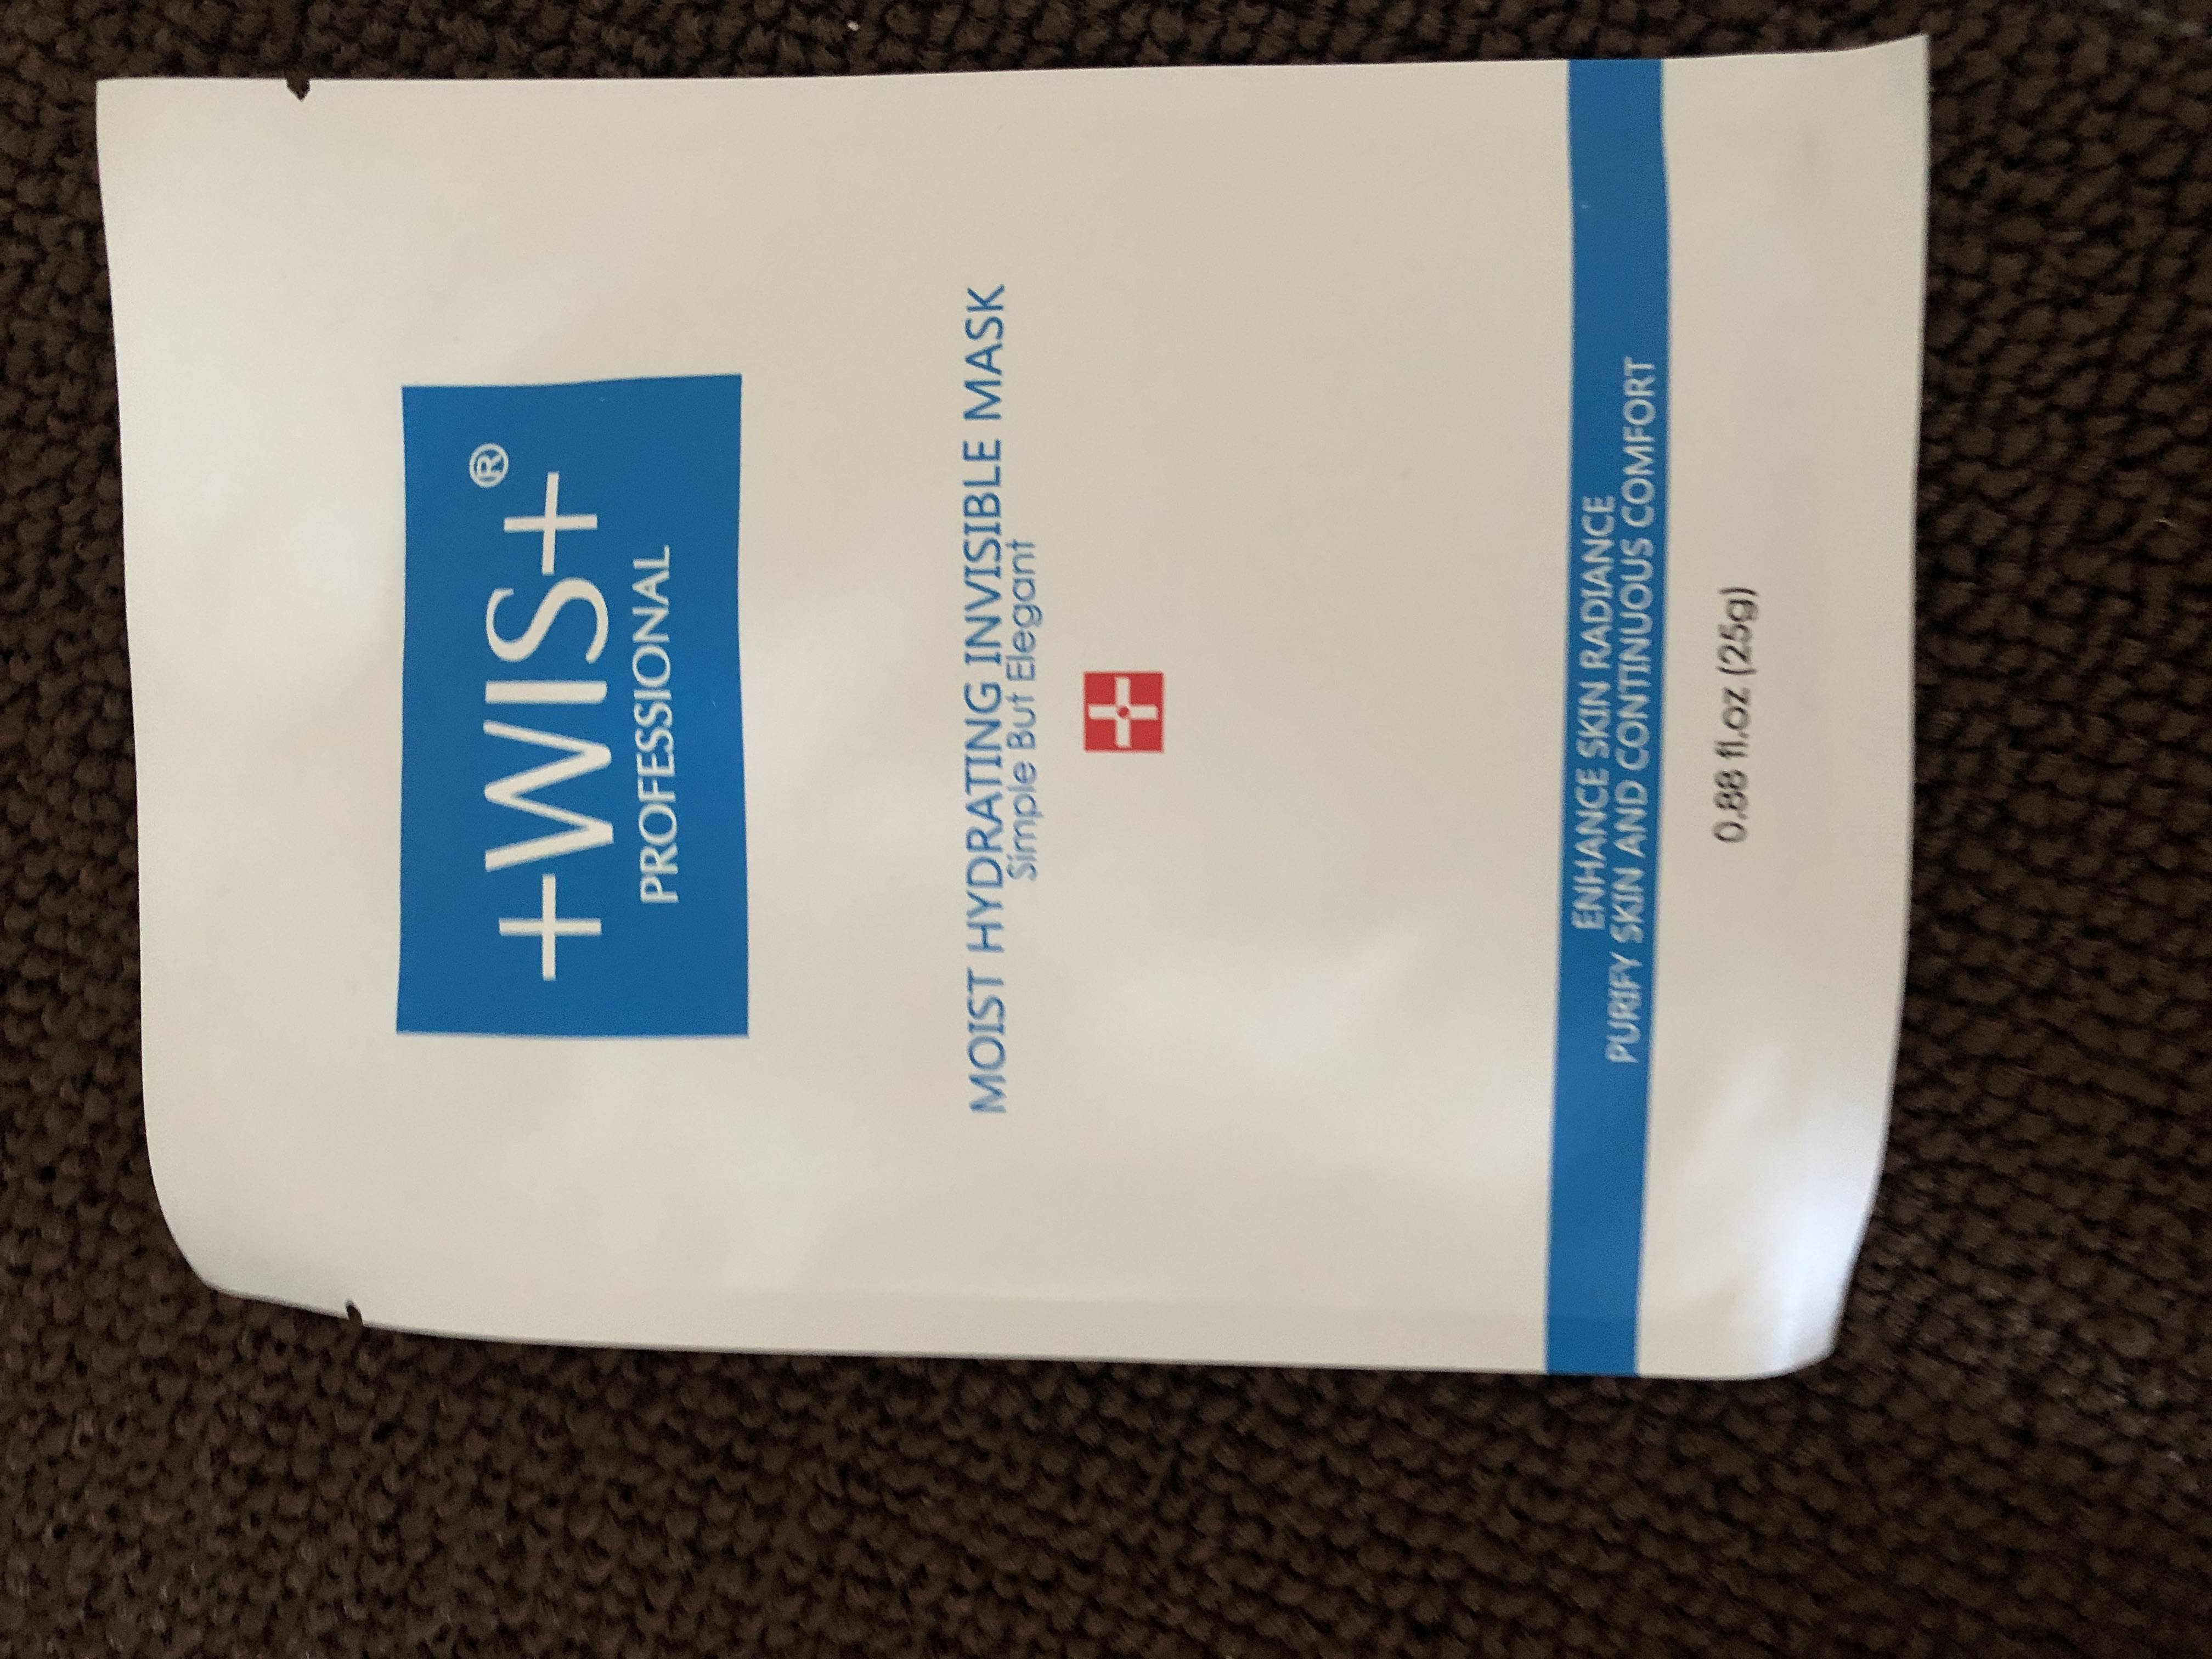 +WIS+®
PROFESSIONAL
MOIST HYDRATING INVISIBLE MASK
Simple But Elegant
ENHANCE SKIN RADIANCE
PURIFY SKIN AND CONTINUOUS COMFORT
0.88 fl.oz (25g)